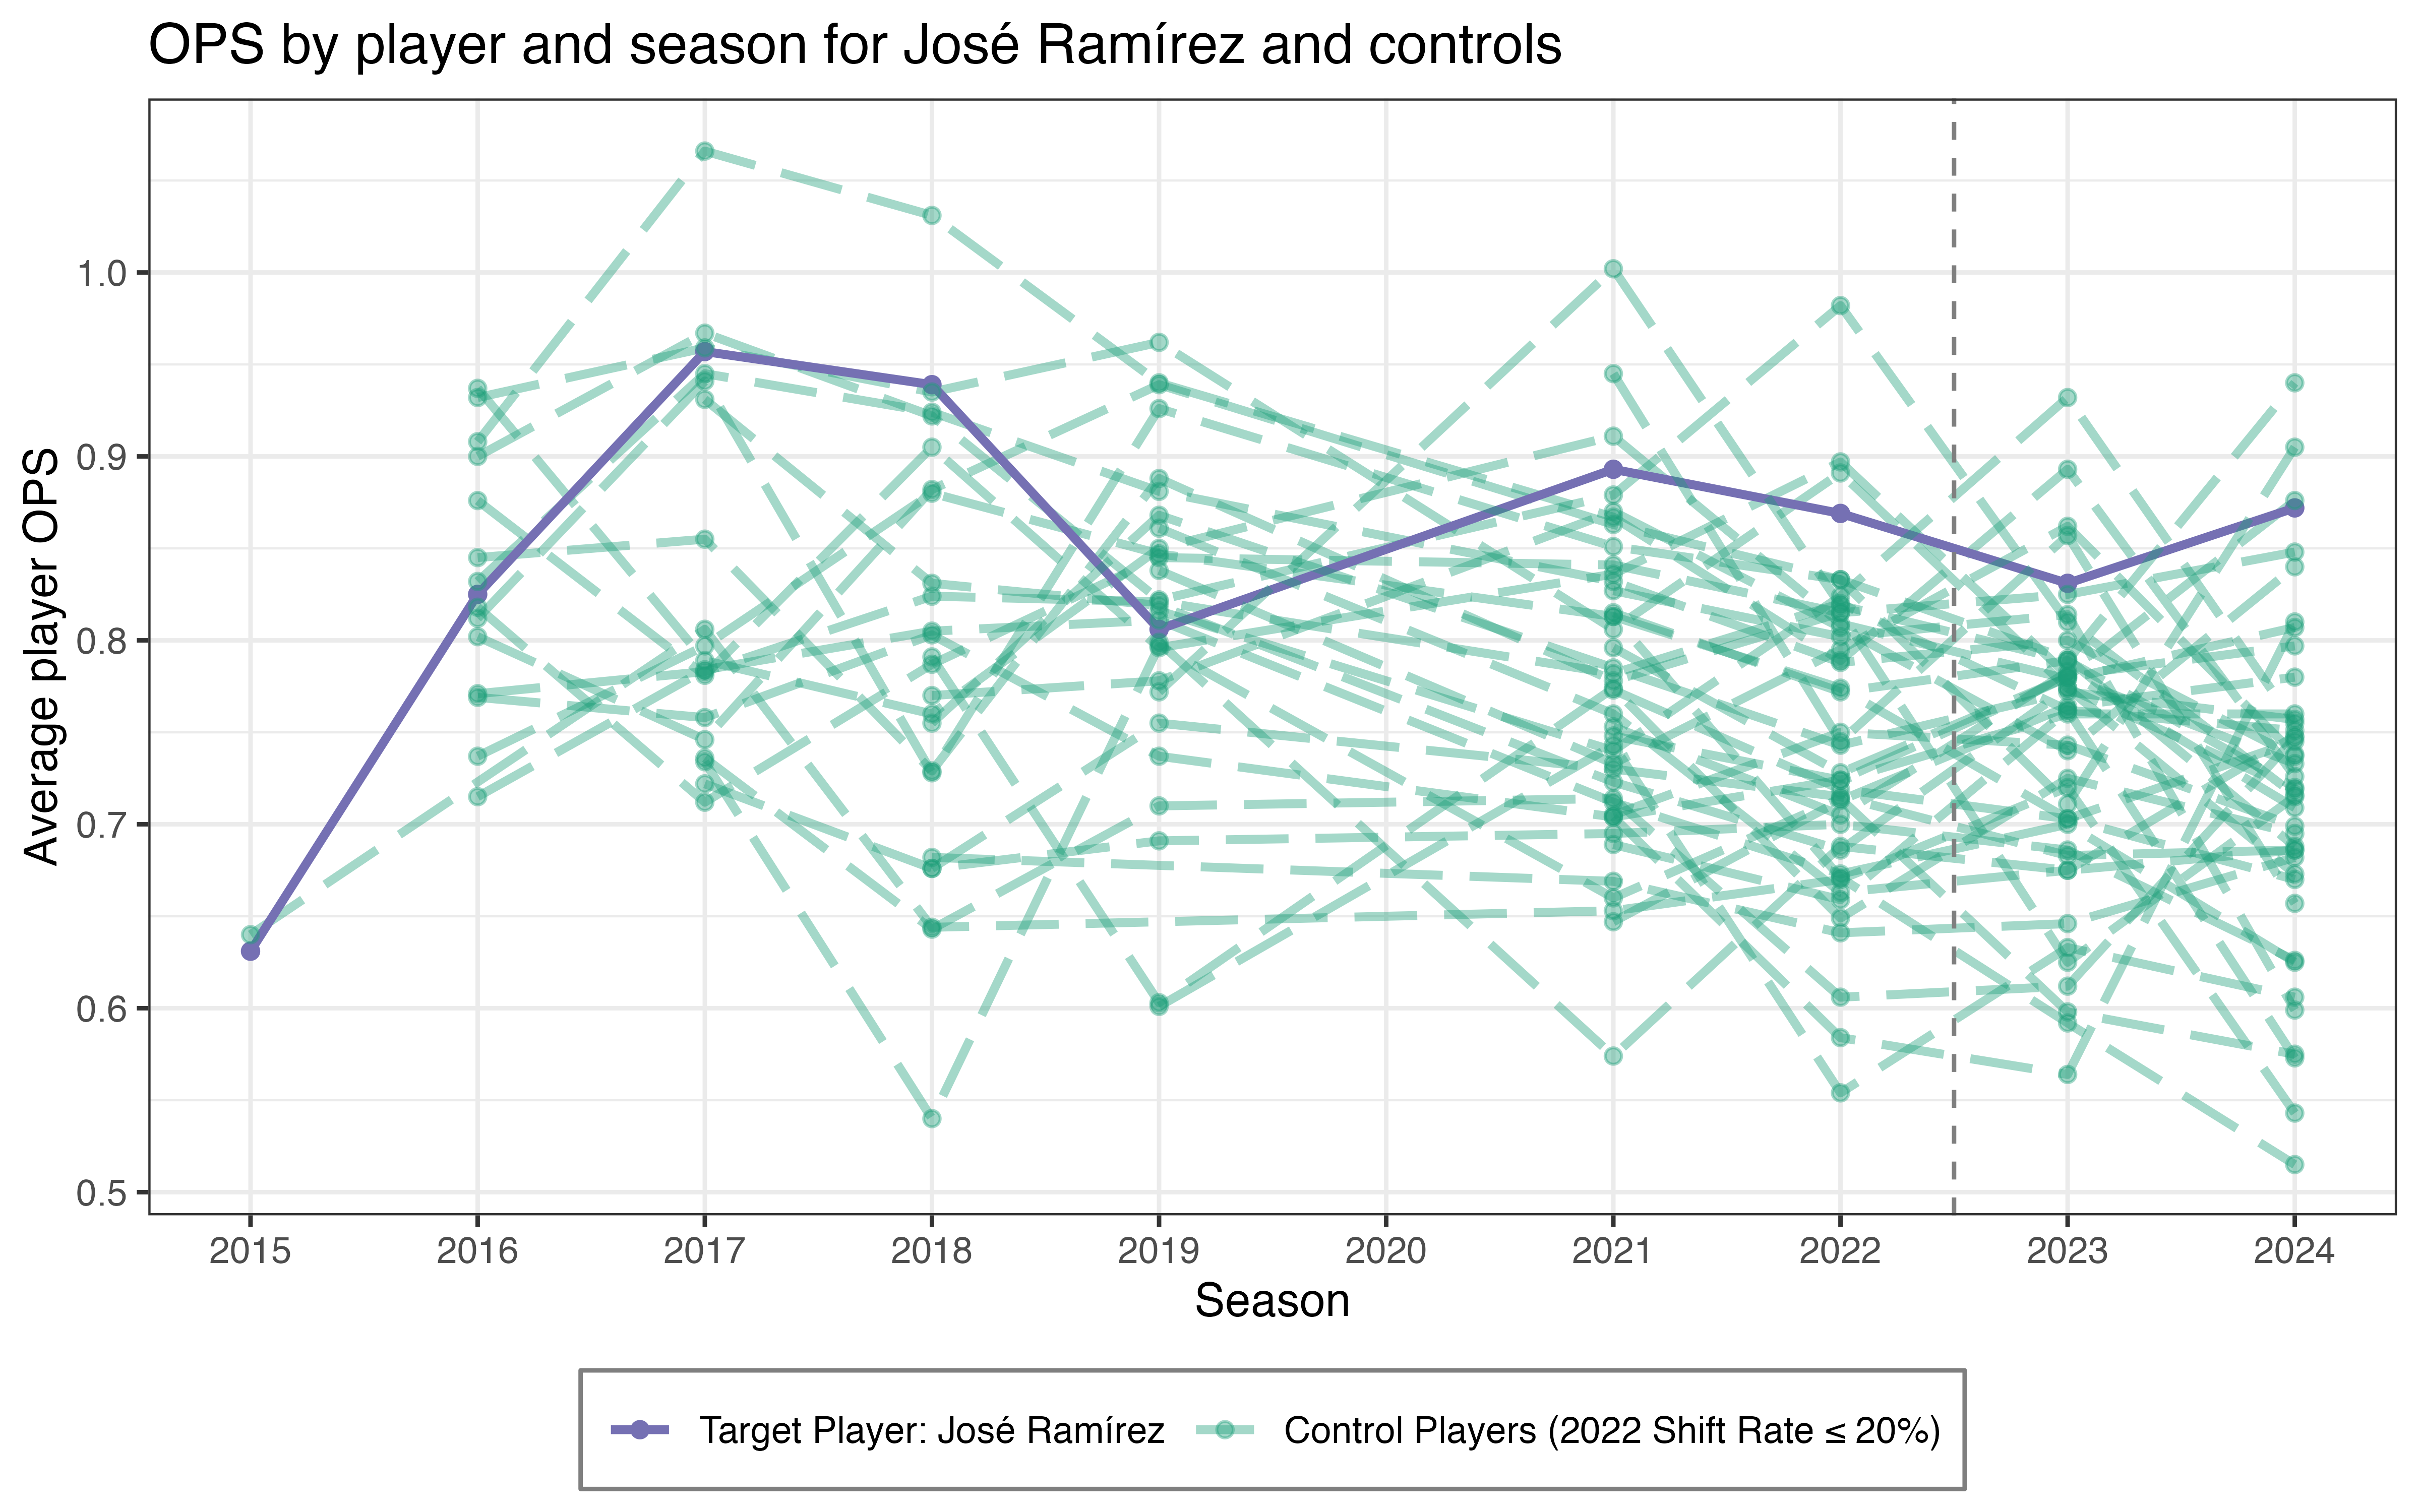 OPS by player and season for José Ramírez and controls
Average player OPS
1.0
0.9
0.8
0.7
0.6
0.5
2015 2016 2017 2018 2019 2020 2021 2022 2023 2024
Season
Target Player: José Ramírez Control Players (2022 Shift Rate ≤ 20%)